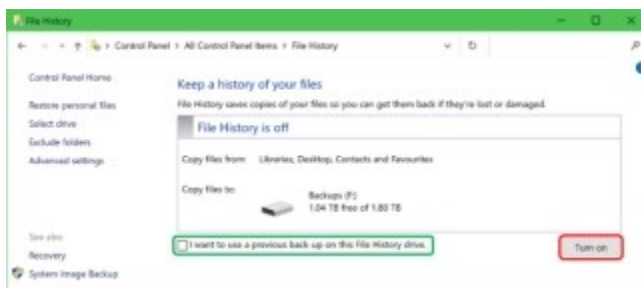 File History
Control Panel > All Control Panel Items > File History
Control Panel Home
Keep a history of your files
Restore personal files
File History saves copies of your files so you can get them back if they're lost or damaged.
Select drive
File History is off
Exclude folders
Advanced settings
Copy files from: Libraries, Desktop, Contacts and Favourites
Copy files to:
Backups (F:)
1.04 TB free of 1.80 TB
See also
I want to use a previous back up on this File History drive.
Turn on
Recovery
System Image Backup